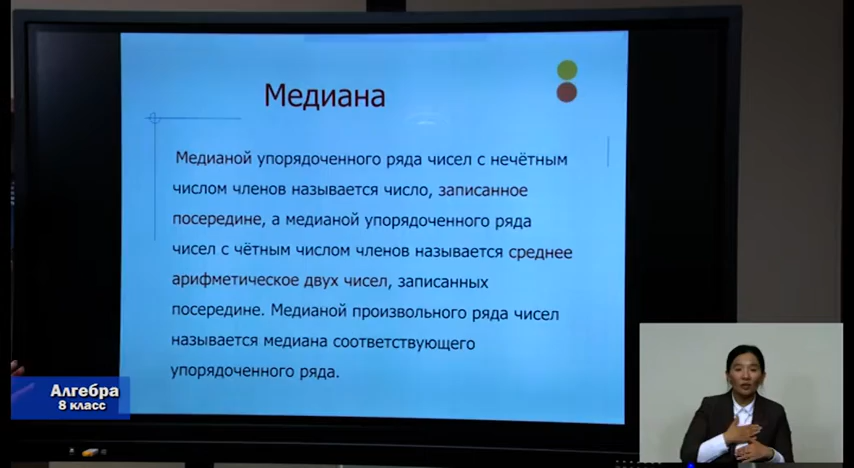 Медиана
Медианой упорядоченного ряда чисел с нечётным
числом членов называется число, записанное
посередине, а медианой упорядоченного ряда
чисел с чётным числом членов называется среднее
арифметическое двух чисел, записанных
посередине. Медианой произвольного ряда чисел
называется медиана соответствующего
упорядоченного ряда.
Алгебра
8 класс